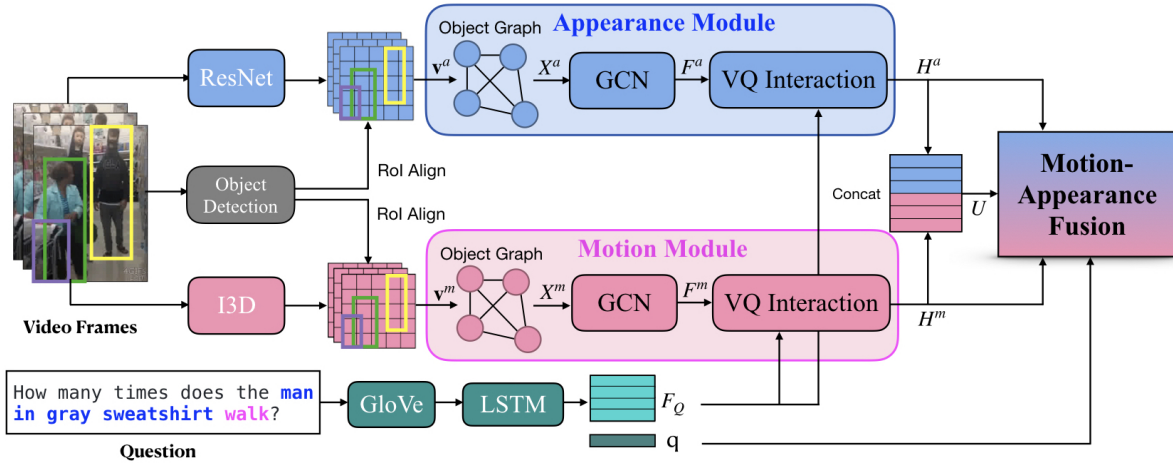 Appearance Module
Object Graph
ResNet
v^a
X^a
GCN
F^a
VQ Interaction
H^a
RoI Align
Object
Detection
RoI Align
Concat
U
Motion-
Appearance
Fusion
Motion Module
Object Graph
I3D
v^m
X^m
GCN
F^m
VQ Interaction
H^m
Video Frames
How many times does the man
in gray sweatshirt walk?
GloVe
LSTM
F_Q
q
Question